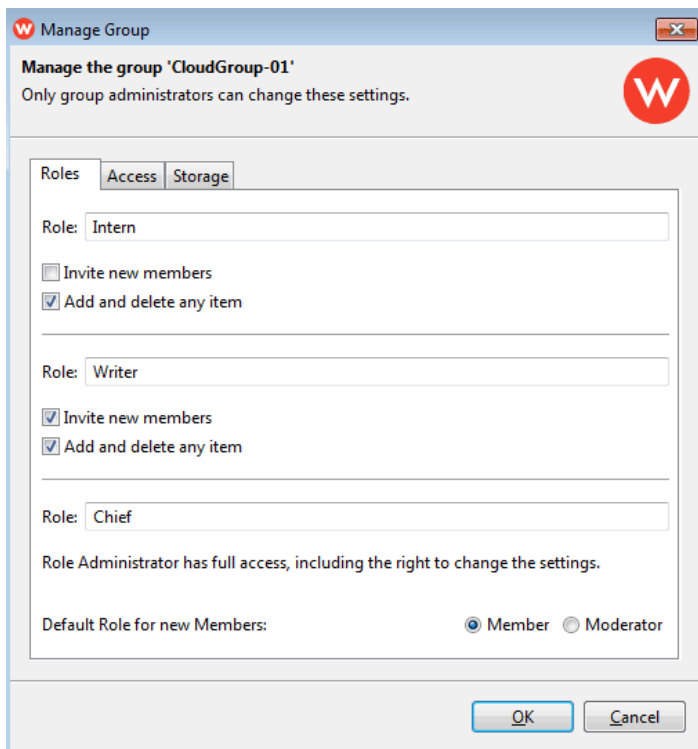 Manage Group
Manage the group 'CloudGroup-01'
Only group administrators can change these settings.
W
Roles Access Storage
Role: Intern
Invite new members
Add and delete any item
Role: Writer
Invite new members
Add and delete any item
Role: Chief
Role Administrator has full access, including the right to change the settings.
Default Role for new Members: Member Moderator
OK Cancel